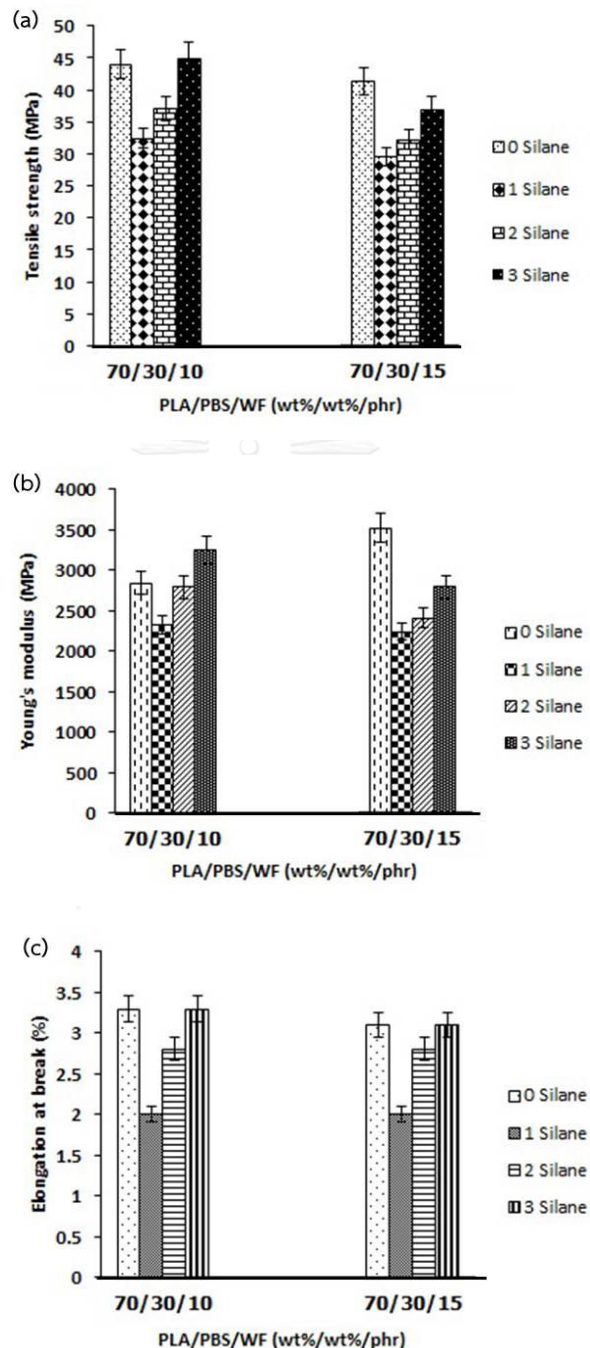 (a)
50
45
40
35
30
25
20
15
10
5
0
Tensile strength (MPa)
0 Silane
1 Silane
2 Silane
3 Silane
70/30/10
70/30/15
PLA/PBS/WF (wt%/wt%/phr)
(b)
4000
3500
3000
2500
2000
1500
1000
500
0
Young's modulus (MPa)
0 Silane
1 Silane
2 Silane
3 Silane
70/30/10
70/30/15
PLA/PBS/WF (wt%/wt%/phr)
(c)
4
3.5
3
2.5
2
1.5
1
0.5
0
Elongation at break (%)
0 Silane
1 Silane
2 Silane
3 Silane
70/30/10
70/30/15
PLA/PBS/WF (wt%/wt%/phr)